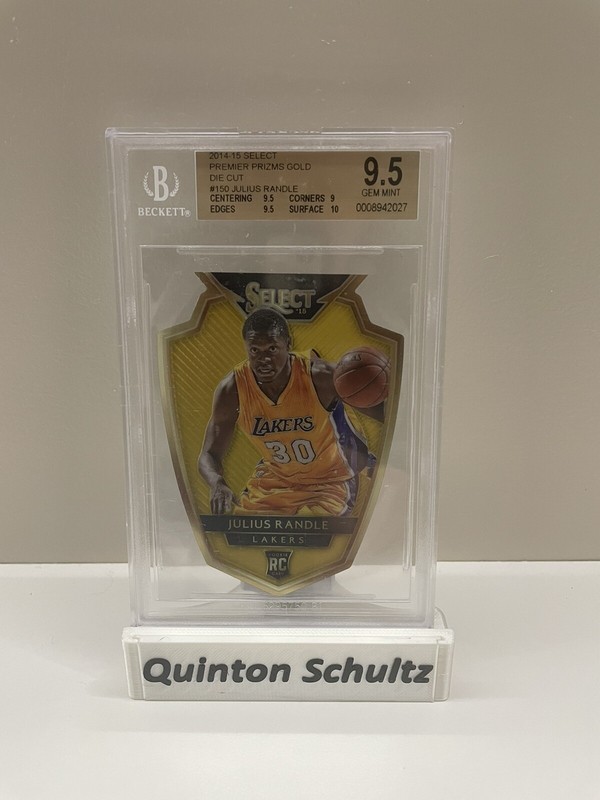 2014-15 SELECT
PREMIER PRIZMS GOLD
DIE CUT
#150 JULIUS RANDLE
CENTERING 9.5 CORNERS 9
EDGES 9.5 SURFACE 10
9.5
GEM MINT
0008942027
B
BECKETT®
SELECT
LAKERS
30
JULIUS RANDLE
LAKERS
RC
Quinton Schultz